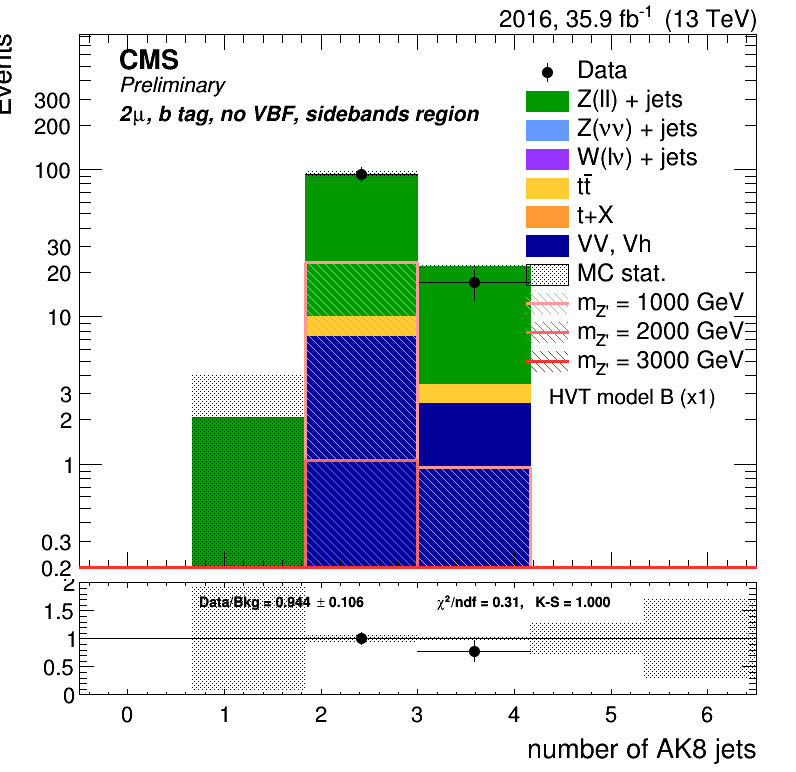 2016, 35.9 fb-1 (13 TeV)
Events
CMS
Preliminary
2μ, b tag, no VBF, sidebands region
Data
Z(ll) + jets
Z(νν) + jets
W(lν) + jets
tt̄
t+X
VV, Vh
MC stat.
mZ' = 1000 GeV
mZ' = 2000 GeV
mZ' = 3000 GeV
HVT model B (x1)
300
200
100
30
20
10
3
2
1
0.3
0.2
2
1.5
1
0.5
0
Data/Bkg = 0.944 ± 0.106
χ²/ndf = 0.31, K-S = 1.000
0 1 2 3 4 5 6
number of AK8 jets